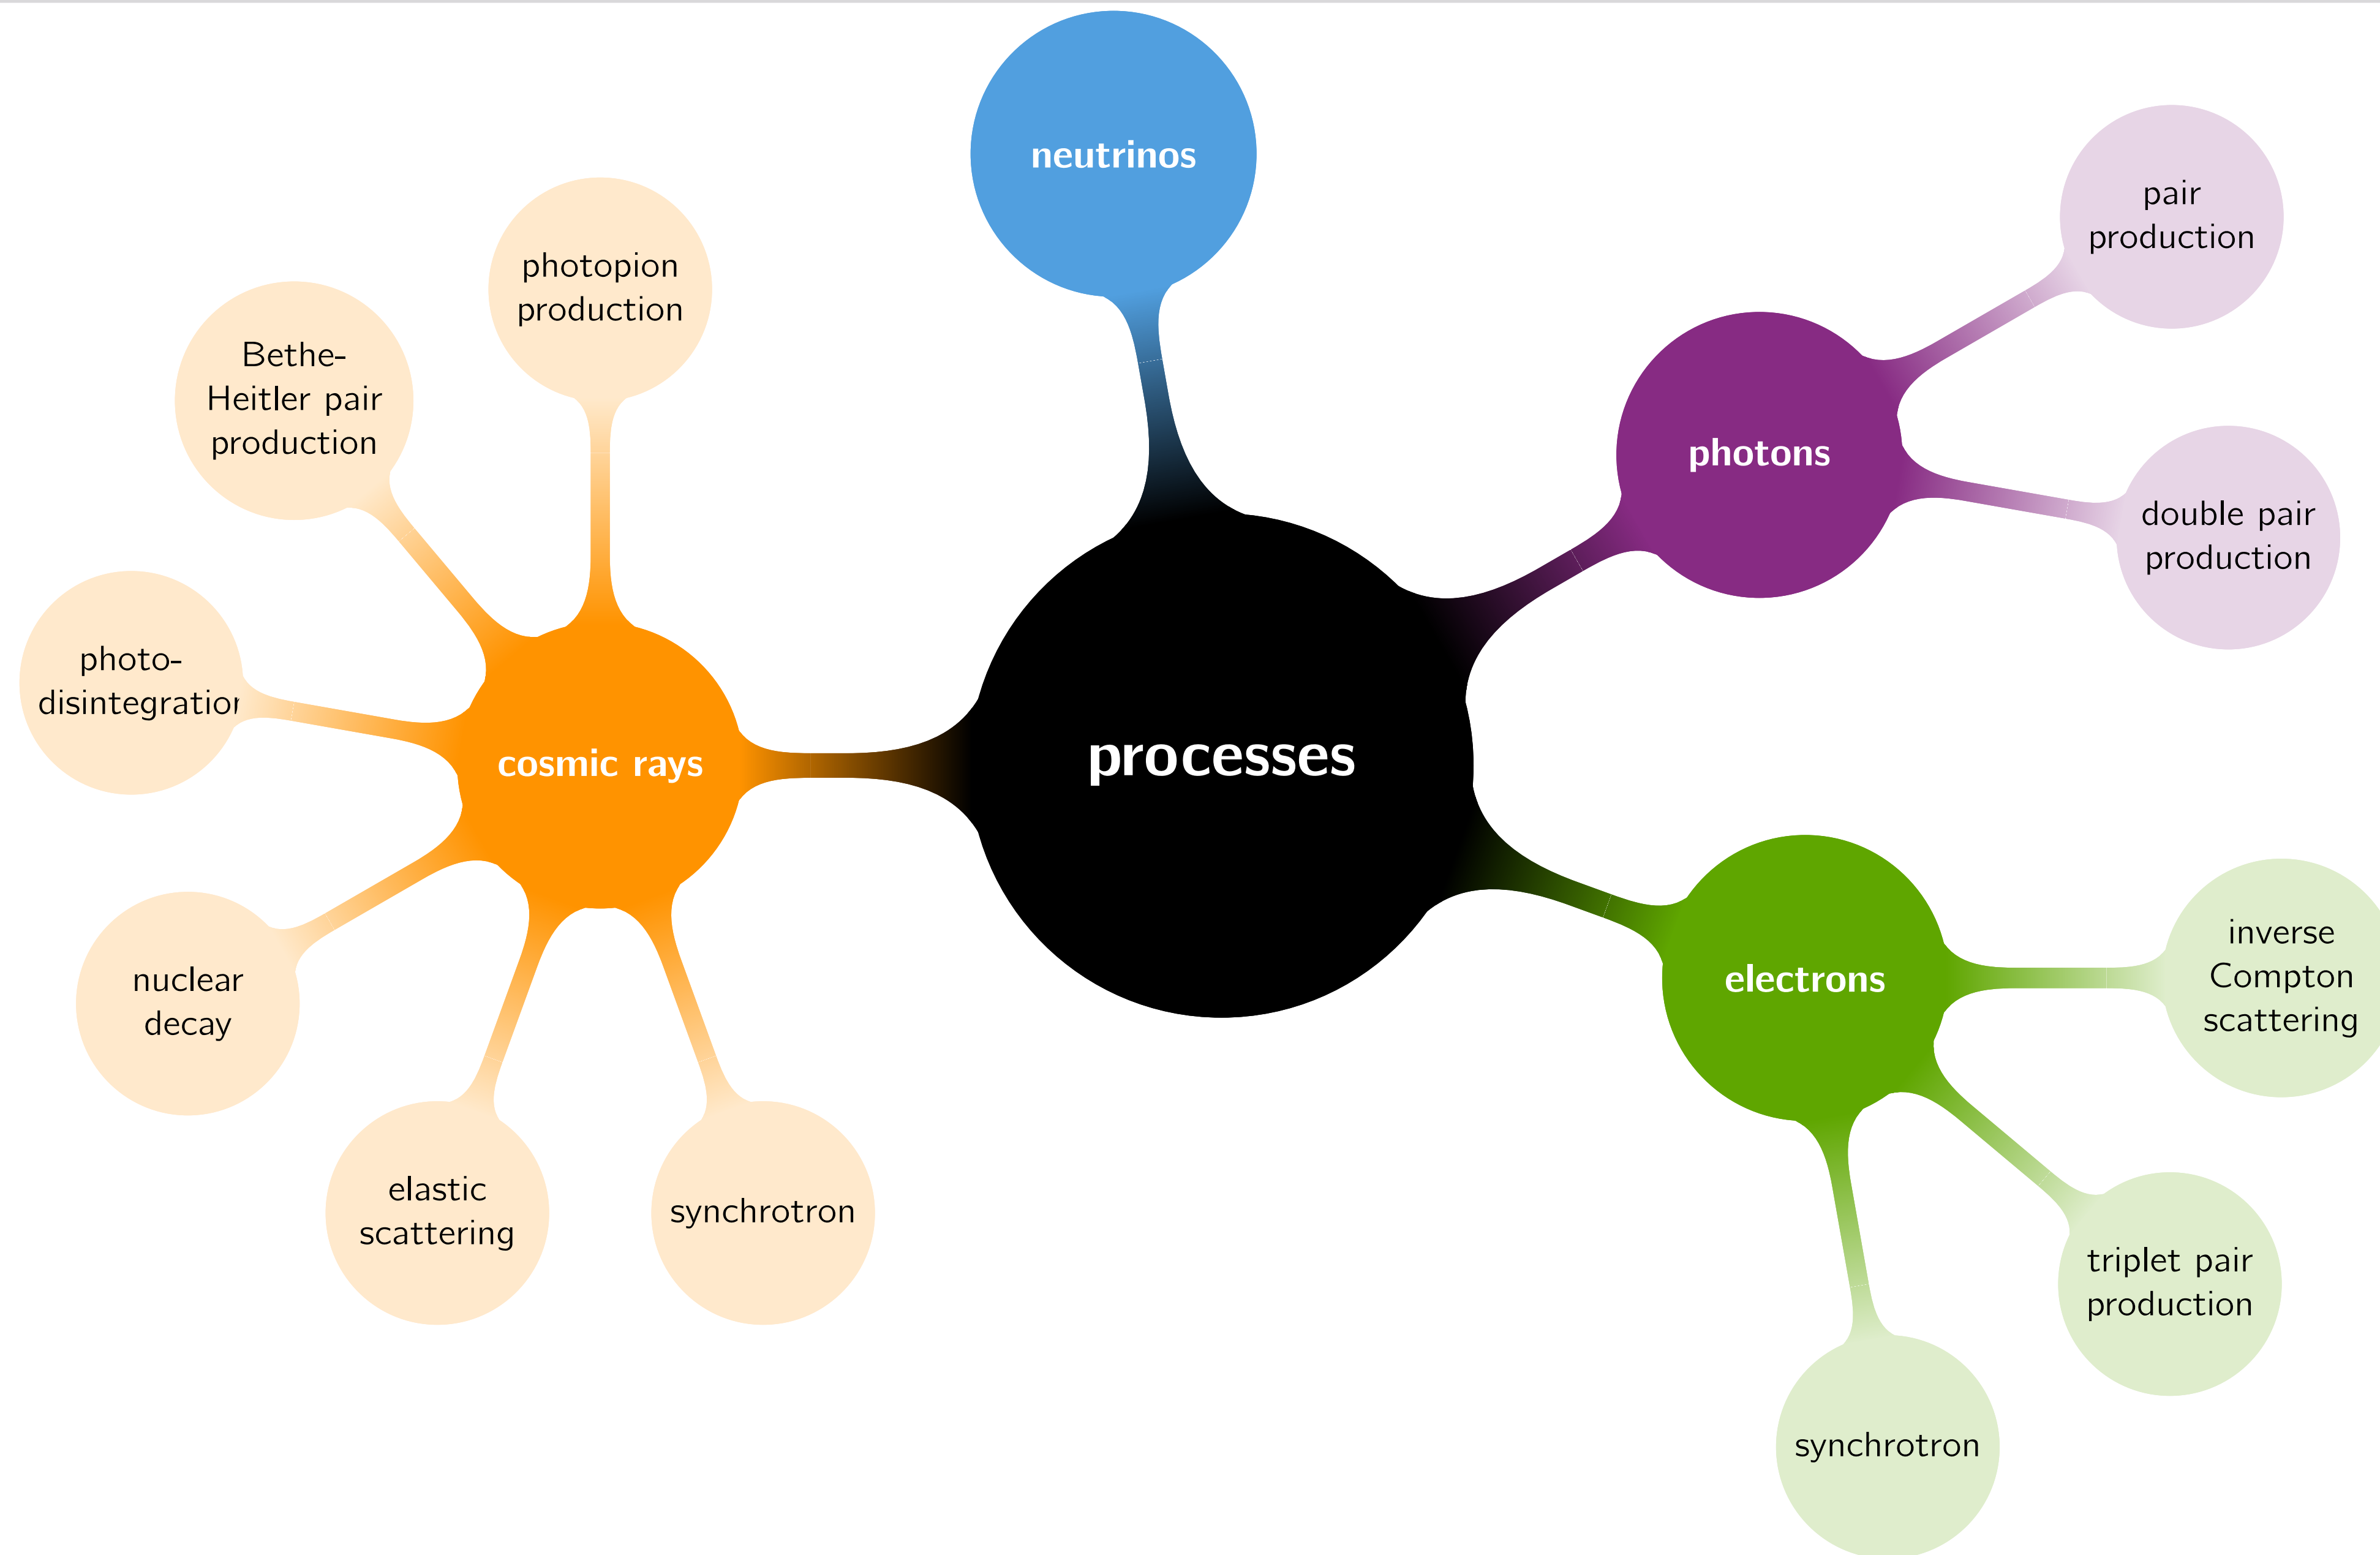 neutrinos
pair
production
photopion
production
Bethe-
Heitler pair
production
photons
double pair
production
photo-
disintegration
cosmic rays
processes
inverse
Compton
scattering
electrons
nuclear
decay
elastic
scattering
synchrotron
triplet pair
production
synchrotron